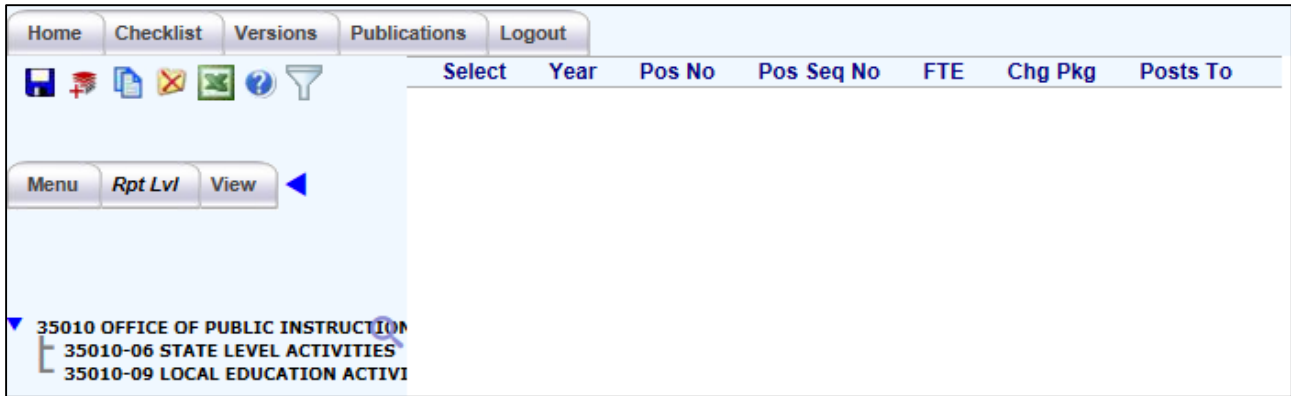 Home Checklist Versions Publications Logout
Select Year Pos No Pos Seq No FTE Chg Pkg Posts To
Menu Rpt Lvl View
35010 OFFICE OF PUBLIC INSTRUCTION
35010-06 STATE LEVEL ACTIVITIES
35010-09 LOCAL EDUCATION ACTIVI